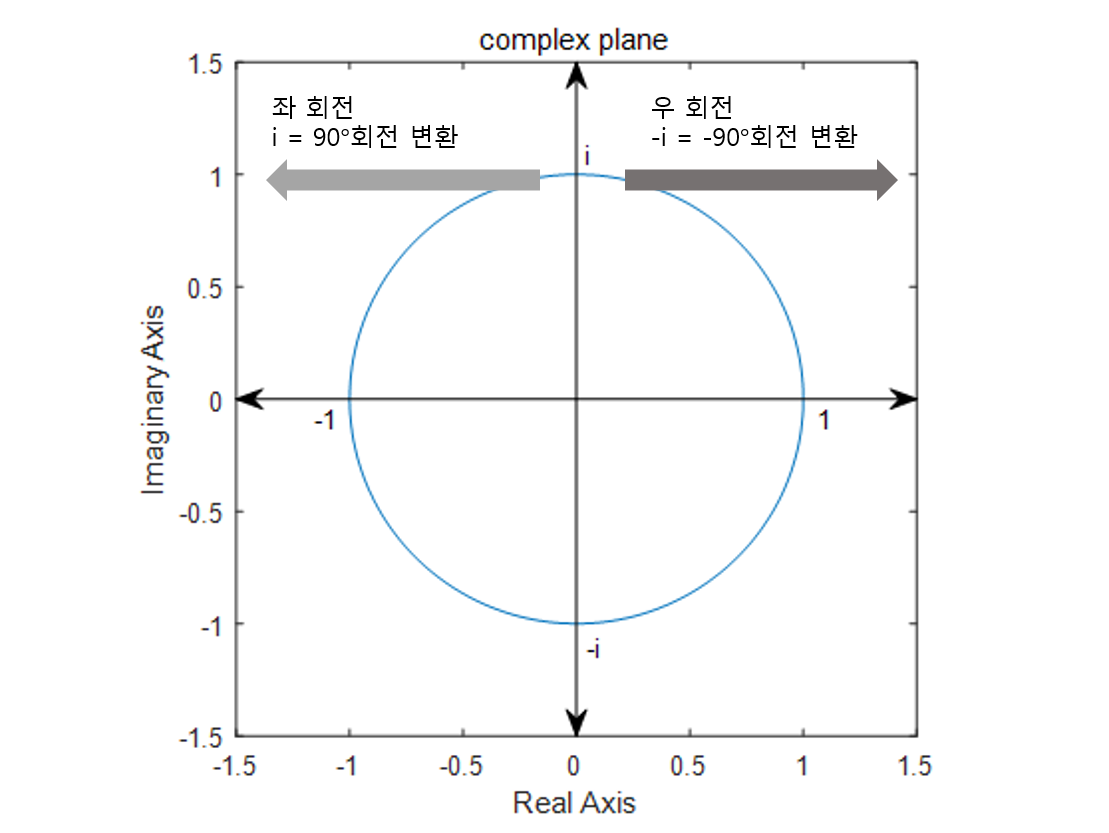 complex plane
1.5
좌 회전
i = 90°회전 변환
우 회전
-i = -90°회전 변환
i
1
0.5
0
-1
1
-0.5
-1
-i
-1.5
-1.5 -1 -0.5 0 0.5 1 1.5
Real Axis
Imaginary Axis